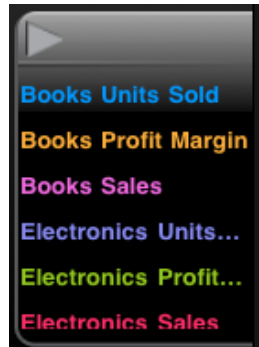 Books Units Sold
Books Profit Margin
Books Sales
Electronics Units...
Electronics Profit...
Electronics Sales